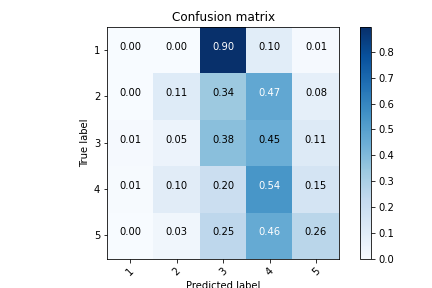 Confusion matrix
True label
1 0.00 0.00 0.90 0.10 0.01
2 0.00 0.11 0.34 0.47 0.08
3 0.01 0.05 0.38 0.45 0.11
4 0.01 0.10 0.20 0.54 0.15
5 0.00 0.03 0.25 0.46 0.26
1 2 3 4 5
Predicted label
0.8
0.7
0.6
0.5
0.4
0.3
0.2
0.1
0.0